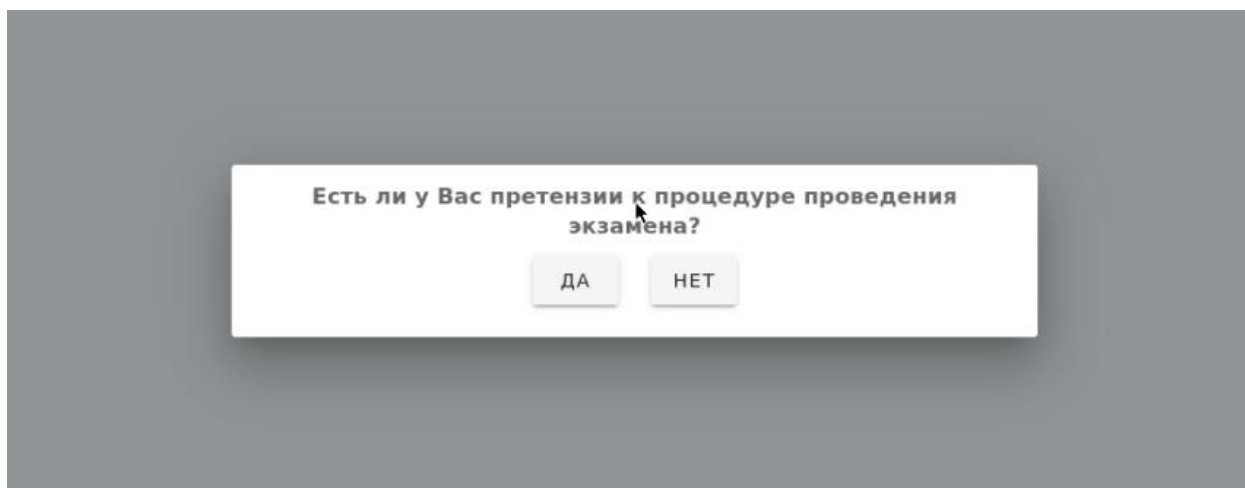 Есть ли у Вас претензии к процедуре проведения
экзамена?
ДА НЕТ